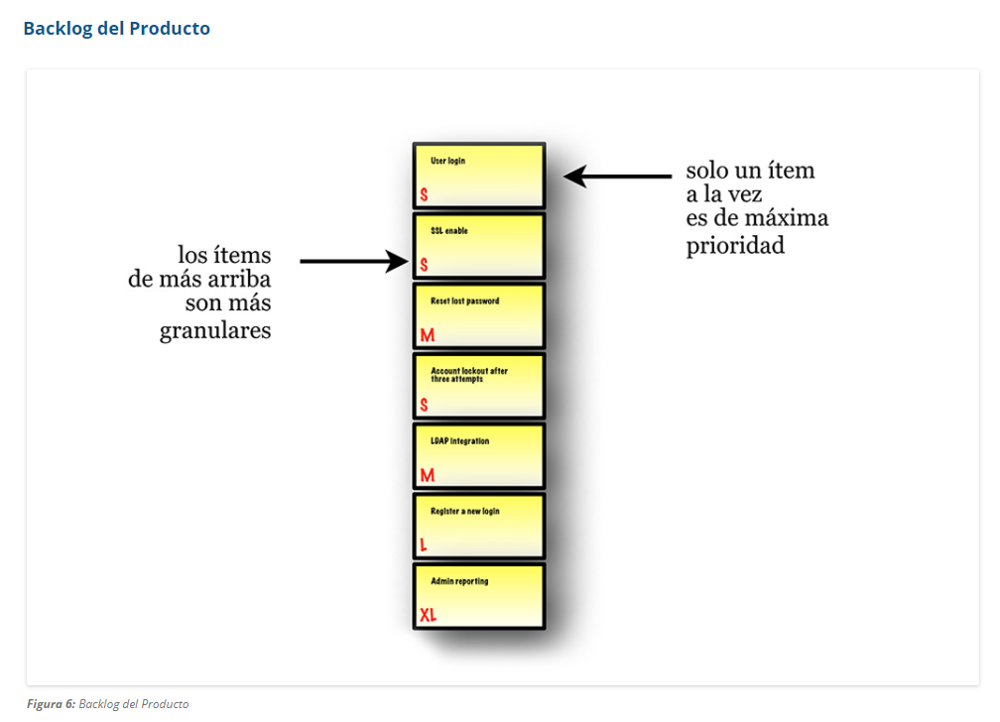 Backlog del Producto
User login
S
solo un ítem
a la vez
es de máxima
prioridad
SSL enable
S
los ítems
de más arriba
son más
granulares
Reset lost password
M
Account lockout after
three attempts
S
LDAP integration
M
Register a new login
L
Admin reporting
XL
Figura 6: Backlog del Producto